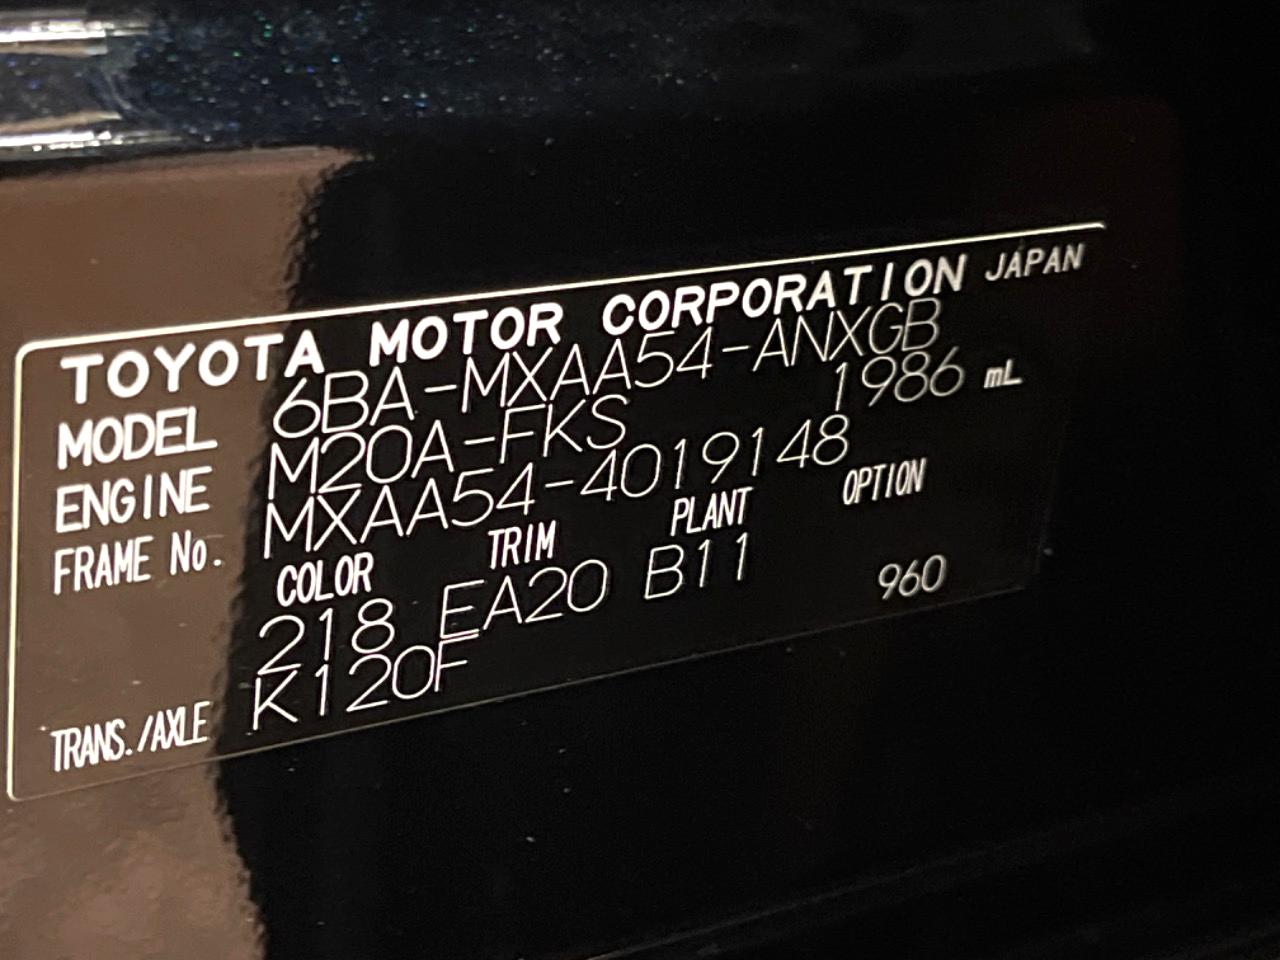 TOYOTA MOTOR CORPORATION JAPAN
MODEL 6BA-MXAA54-ANXGB
ENGINE M20A-FKS 1986 mL
FRAME No. MXAA54-4019148
COLOR TRIM PLANT OPTION
218 EA20 B11 960
TRANS./AXLE K120F